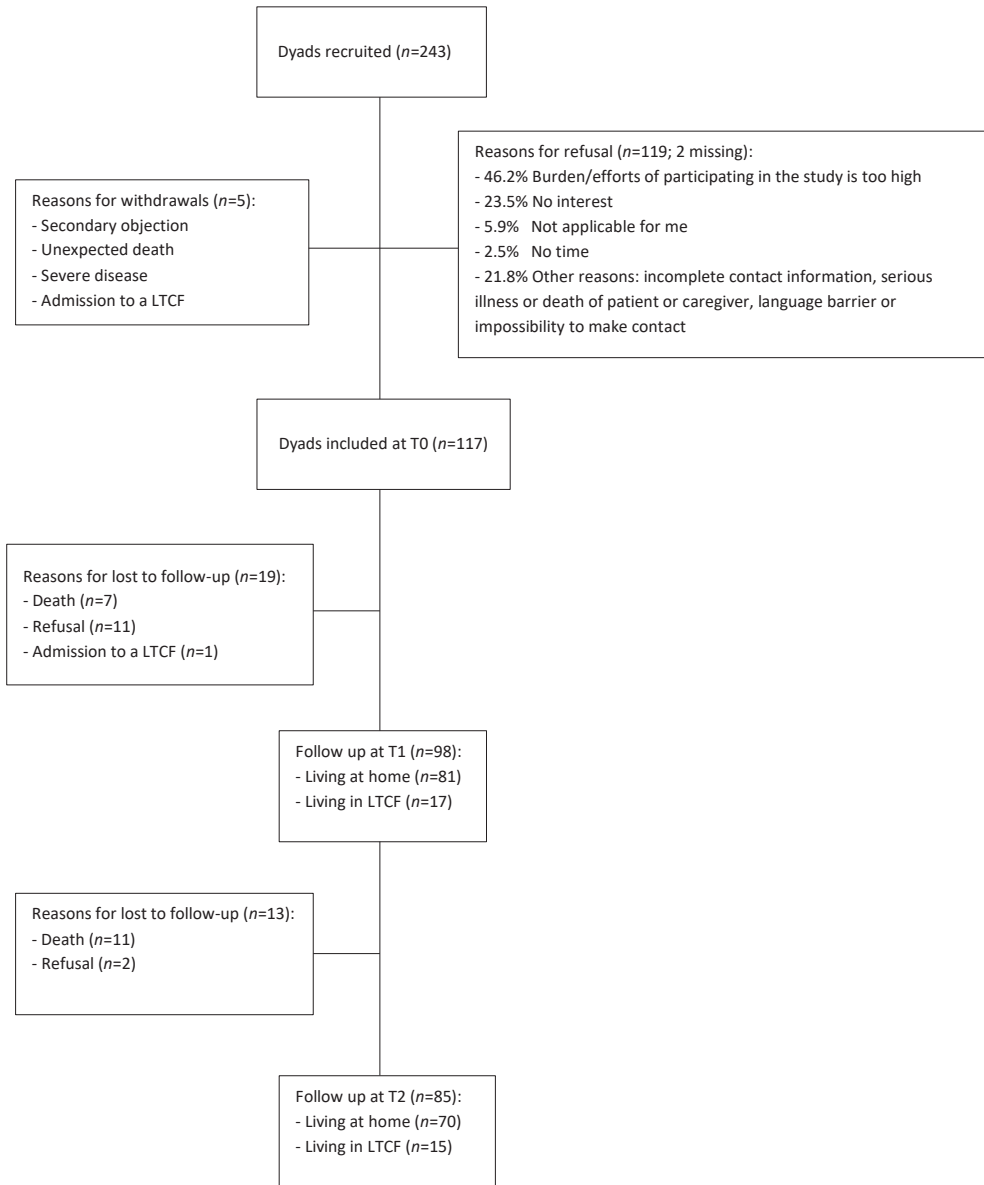 Dyads recruited (n=243)
Reasons for refusal (n=119; 2 missing):
- 46.2% Burden/efforts of participating in the study is too high
- 23.5% No interest
- 5.9% Not applicable for me
- 2.5% No time
- 21.8% Other reasons: incomplete contact information, serious
illness or death of patient or caregiver, language barrier or
impossibility to make contact
Reasons for withdrawals (n=5):
- Secondary objection
- Unexpected death
- Severe disease
- Admission to a LTCF
Dyads included at T0 (n=117)
Reasons for lost to follow-up (n=19):
- Death (n=7)
- Refusal (n=11)
- Admission to a LTCF (n=1)
Follow up at T1 (n=98):
- Living at home (n=81)
- Living in LTCF (n=17)
Reasons for lost to follow-up (n=13):
- Death (n=11)
- Refusal (n=2)
Follow up at T2 (n=85):
- Living at home (n=70)
- Living in LTCF (n=15)